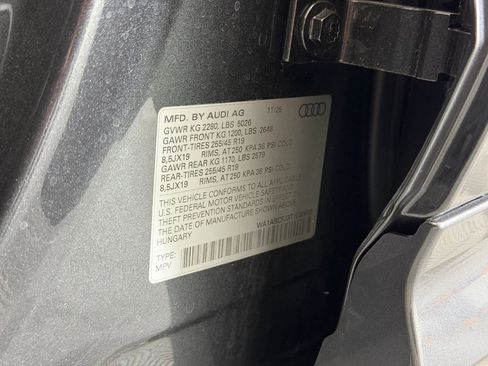 MFD. BY AUDI AG 11/25
GVWR KG 2280, LBS 5026
GAWR FRONT KG 1200, LBS 2646
FRONT-TIRES 255/45 R19
8,5JX19 RIMS, AT 250 KPA 36 PSI COLD
GAWR REAR KG 1170, LBS 2579
REAR-TIRES 255/45 R19
8,5JX19 RIMS, AT 250 KPA 36 PSI COLD
THIS VEHICLE CONFORMS TO ALL APPLICABLE
U.S. FEDERAL MOTOR VEHICLE SAFETY AND
THEFT PREVENTION STANDARDS IN EFFECT ON
THE DATE OF MANUFACTURE SHOWN ABOVE
HUNGARY
TYPE:
MPV